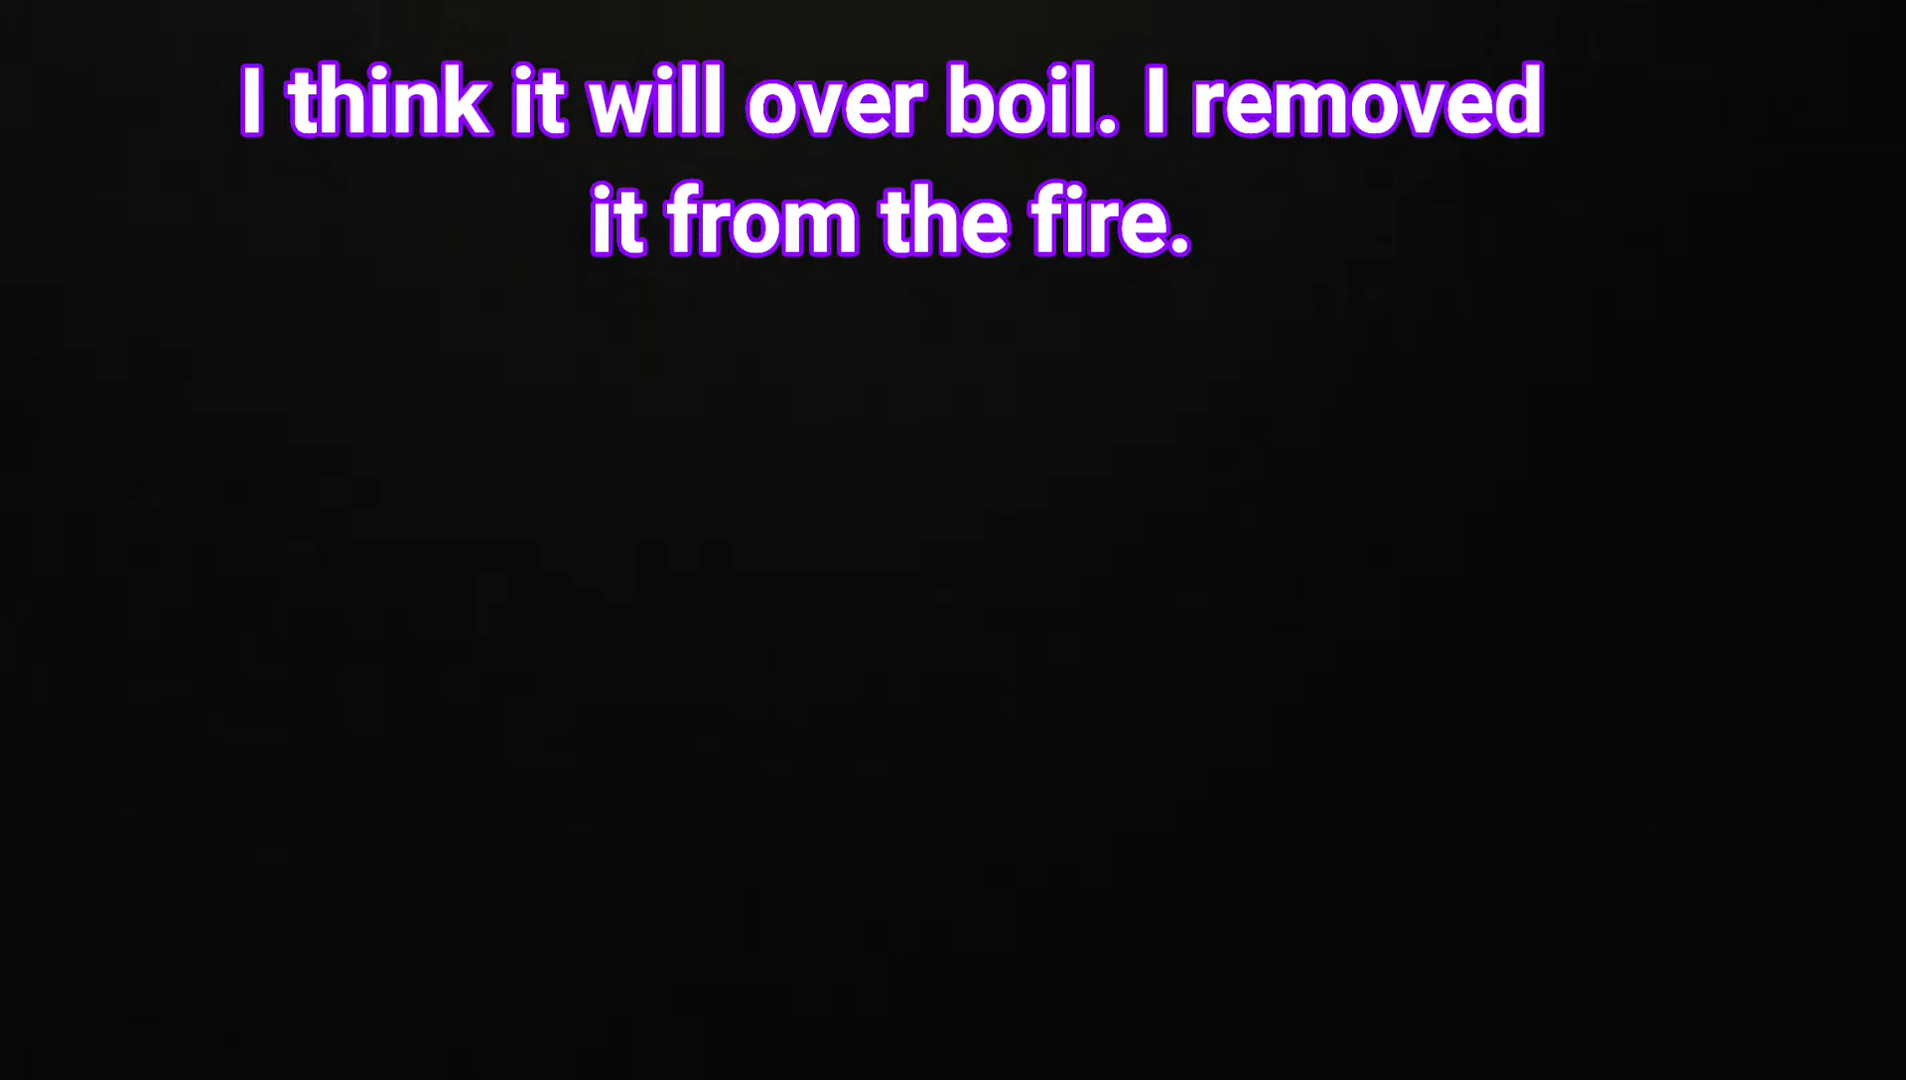 I think it will over boil. I removed
it from the fire.